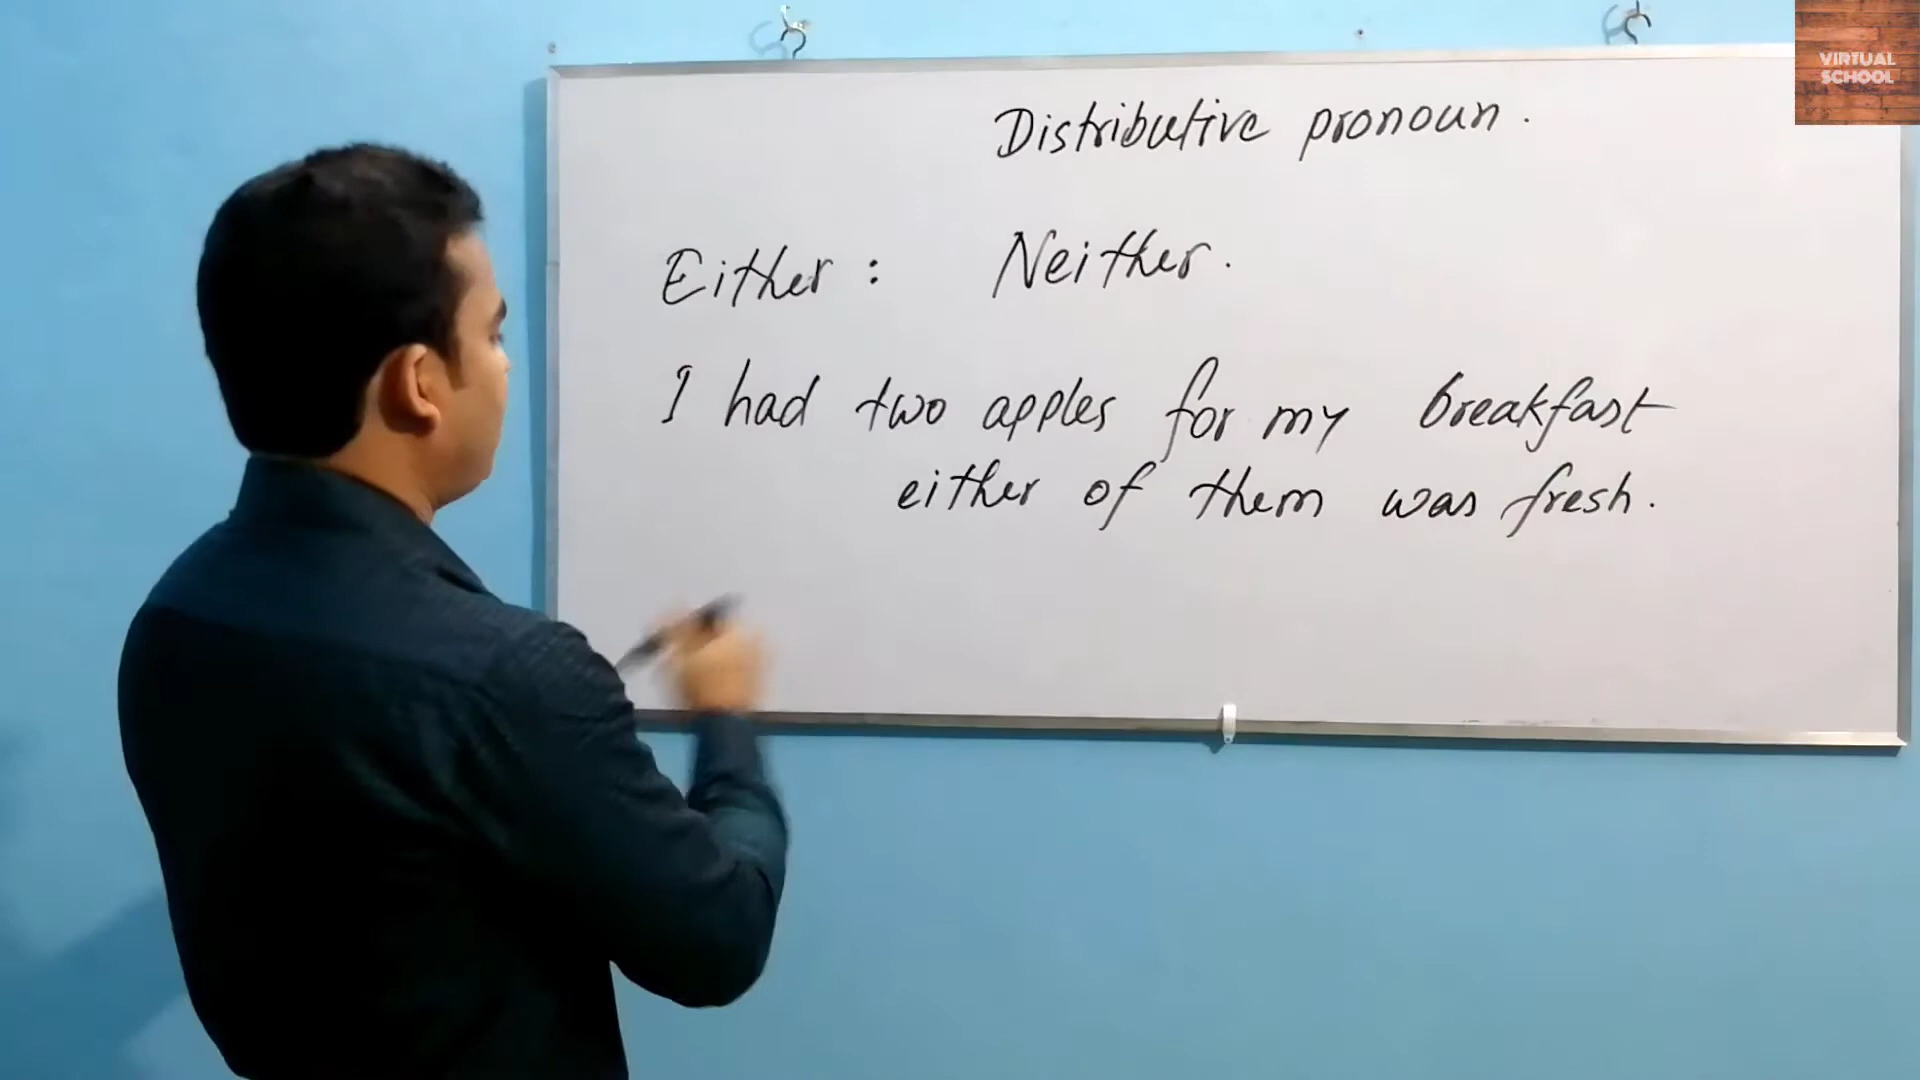 VIRTUAL
SCHOOL
Distributive pronoun.
Either : Neither.
I had two apples for my breakfast
either of them was fresh.